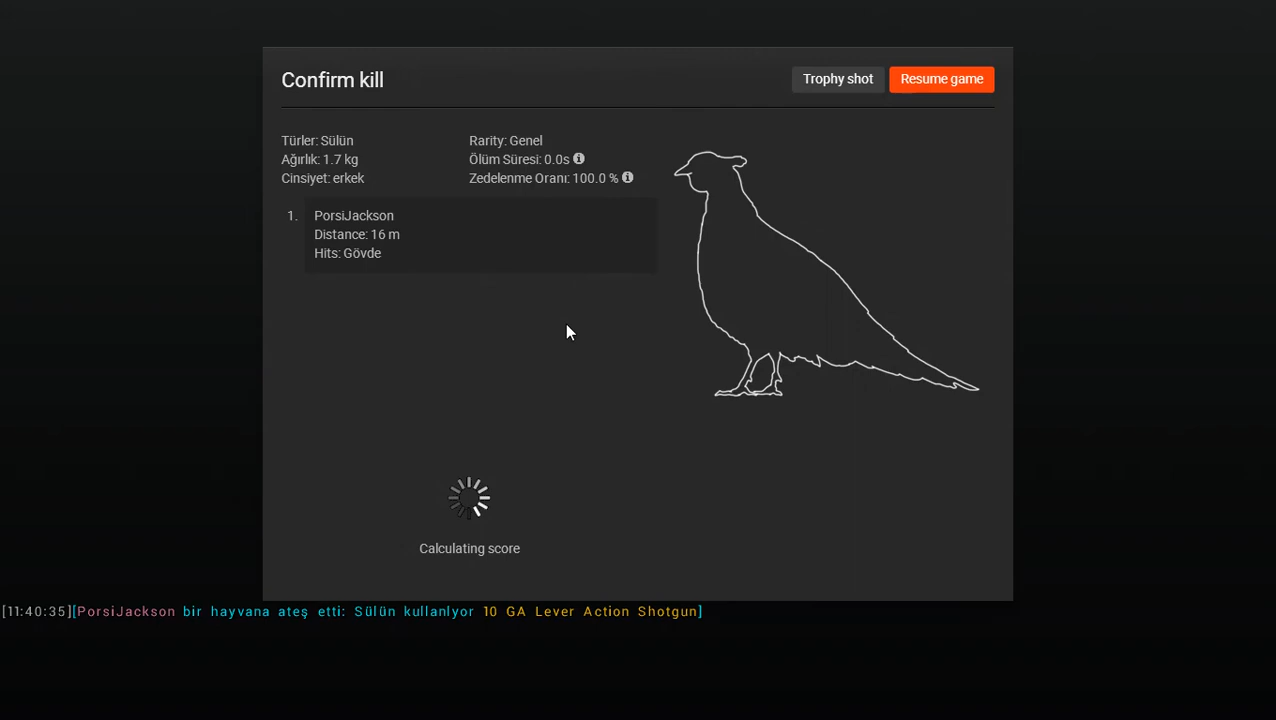 Confirm kill
Trophy shot
Resume game
Türler: Sülün
Ağırlık: 1.7 kg
Cinsiyet: erkek
Rarity: Genel
Ölüm Süresi: 0.0s
Zedelenme Oranı: 100.0 %
1. PorsiJackson
Distance: 16 m
Hits: Gövde
Calculating score
[11:40:35][PorsiJackson bir hayvana ateş etti: Sülün kullanIyor 10 GA Lever Action Shotgun]